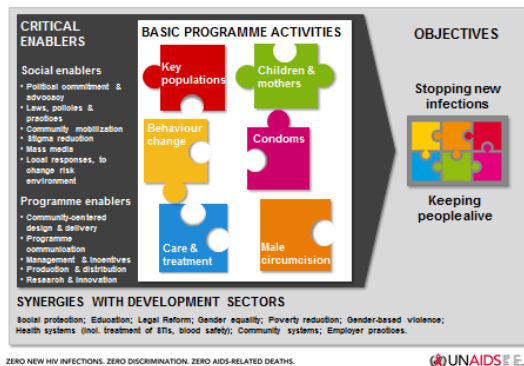 CRITICAL
ENABLERS
Social enablers
• Political commitment &
advocacy
• Laws, policies &
practices
• Community mobilization
• Stigma reduction
• Mass media
• Local responses, to
change risk
environment
Programme enablers
• Community-centered
design & delivery
• Programme
communication
• Management & Incentives
• Production & distribution
• Research & Innovation
BASIC PROGRAMME ACTIVITIES
Key
populations
Children &
mothers
Behaviour
change
Condoms
Care &
treatment
Male
circumcision
OBJECTIVES
Stopping new
infections
Keeping
people alive
SYNERGIES WITH DEVELOPMENT SECTORS
Social protection; Education; Legal Reform; Gender equality; Poverty reduction; Gender-based violence;
Health systems (incl. treatment of STIs, blood safety); Community systems; Employer practices.
ZERO NEW HIV INFECTIONS. ZERO DISCRIMINATION. ZERO AIDS-RELATED DEATHS.
UNAIDS